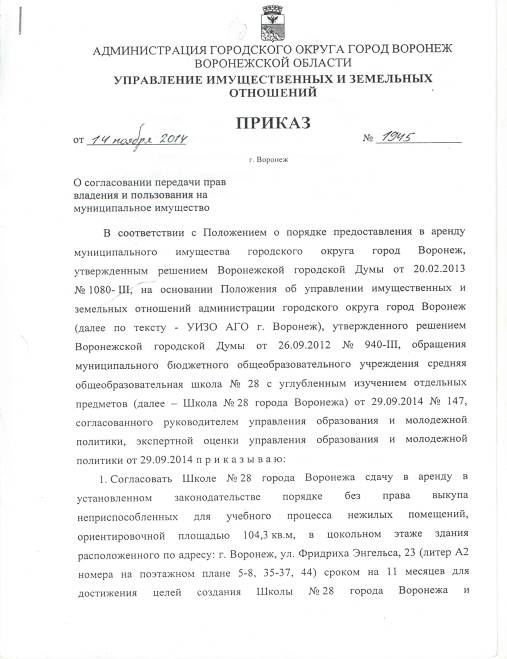 АДМИНИСТРАЦИЯ ГОРОДСКОГО ОКРУГА ГОРОД ВОРОНЕЖ
ВОРОНЕЖСКОЙ ОБЛАСТИ
УПРАВЛЕНИЕ ИМУЩЕСТВЕННЫХ И ЗЕМЕЛЬНЫХ
ОТНОШЕНИЙ
ПРИКАЗ
от 14 ноября 2014 № 1945
г. Воронеж
О согласовании передачи прав
владения и пользования на
муниципальное имущество
В соответствии с Положением о порядке предоставления в аренду
муниципального имущества городского округа город Воронеж,
утвержденным решением Воронежской городской Думы от 20.02.2013
№ 1080- III, на основании Положения об управлении имущественных и
земельных отношений администрации городского округа город Воронеж
(далее по тексту - УИЗО АГО г. Воронеж), утвержденного решением
Воронежской городской Думы от 26.09.2012 № 940-III, обращения
муниципального бюджетного общеобразовательного учреждения средняя
общеобразовательная школа № 28 с углубленным изучением отдельных
предметов (далее – Школа № 28 города Воронежа) от 29.09.2014 № 147,
согласованного руководителем управления образования и молодежной
политики, экспертной оценки управления образования и молодежной
политики от 29.09.2014 п р и к а з ы в а ю:
1. Согласовать Школе № 28 города Воронежа сдачу в аренду в
установленном законодательстве порядке без права выкупа
неприспособленных для учебного процесса нежилых помещений,
ориентировочной площадью 104,3 кв.м, в цокольном этаже здания
расположенного по адресу: г. Воронеж, ул. Фридриха Энгельса, 23 (литер А2
номера на поэтажном плане 5-8, 35-37, 44) сроком на 11 месяцев для
достижения целей создания Школы № 28 города Воронежа и